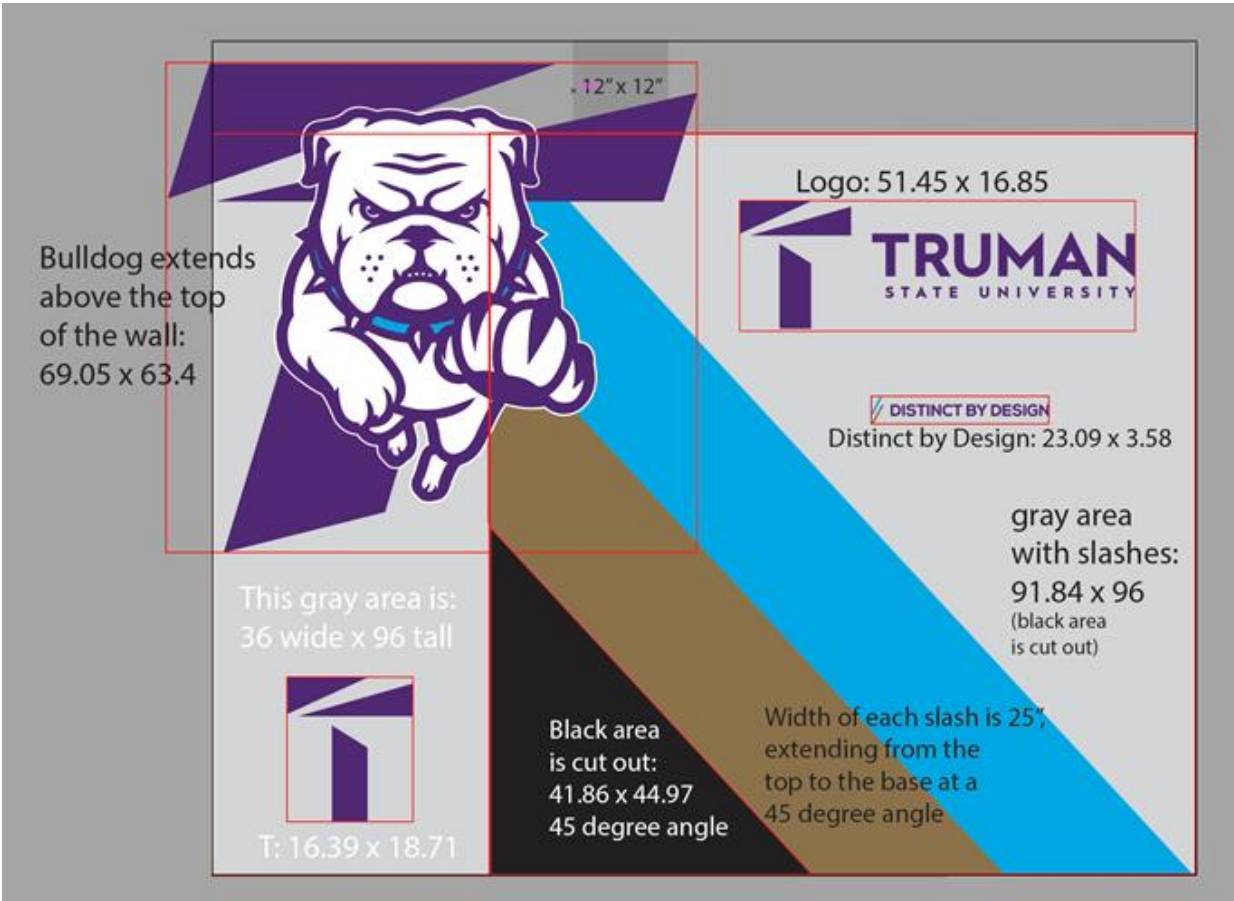 12" x 12"
Logo: 51.45 x 16.85
TRUMAN
STATE UNIVERSITY
Bulldog extends
above the top
of the wall:
69.05 x 63.4
DISTINCT BY DESIGN
Distinct by Design: 23.09 x 3.58
gray area
with slashes:
91.84 x 96
(black area
is cut out)
This gray area is:
36 wide x 96 tall
T: 16.39 x 18.71
Black area
is cut out:
41.86 x 44.97
45 degree angle
Width of each slash is 25",
extending from the
top to the base at a
45 degree angle